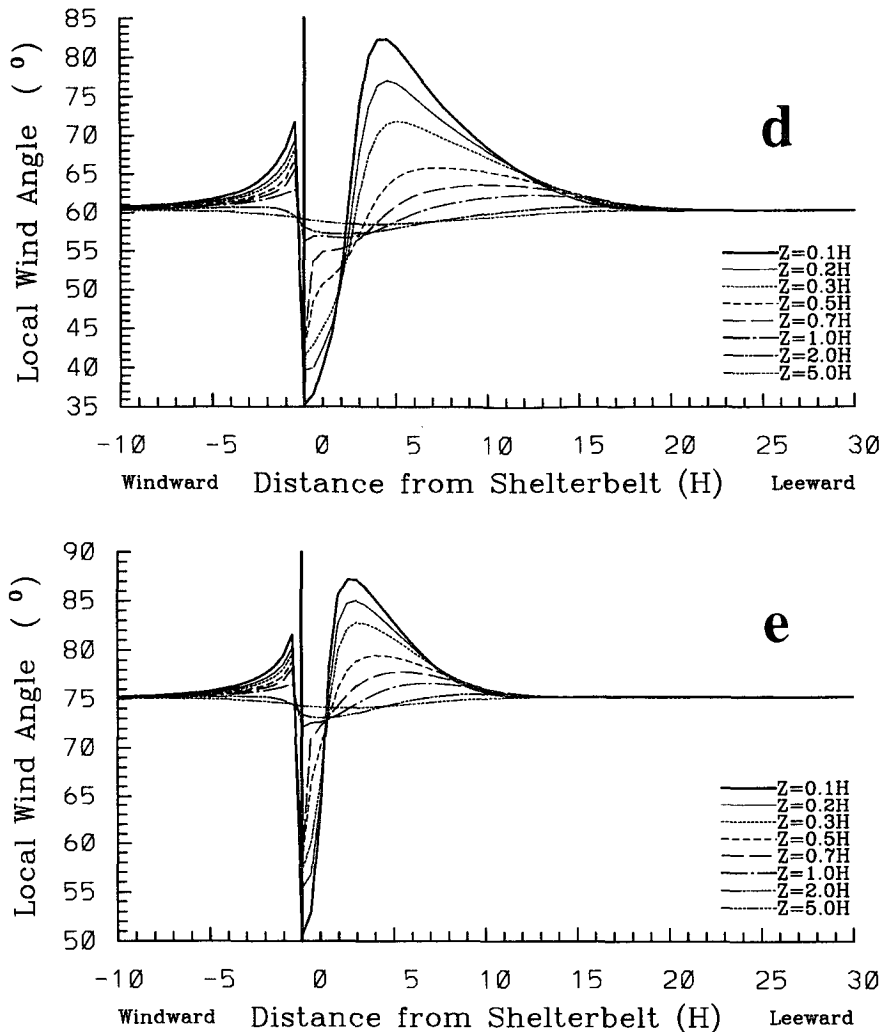 85
80
75
70
65
60
55
50
45
40
35
Local Wind Angle ( º)
d
Z=0.1H
Z=0.2H
Z=0.3H
Z=0.5H
Z=0.7H
Z=1.0H
Z=2.0H
Z=5.0H
-10 -5 0 5 10 15 20 25 30
Windward Distance from Shelterbelt (H) Leeward
90
85
80
75
70
65
60
55
50
Local Wind Angle ( º)
e
Z=0.1H
Z=0.2H
Z=0.3H
Z=0.5H
Z=0.7H
Z=1.0H
Z=2.0H
Z=5.0H
-10 -5 0 5 10 15 20 25 30
Windward Distance from Shelterbelt (H) Leeward